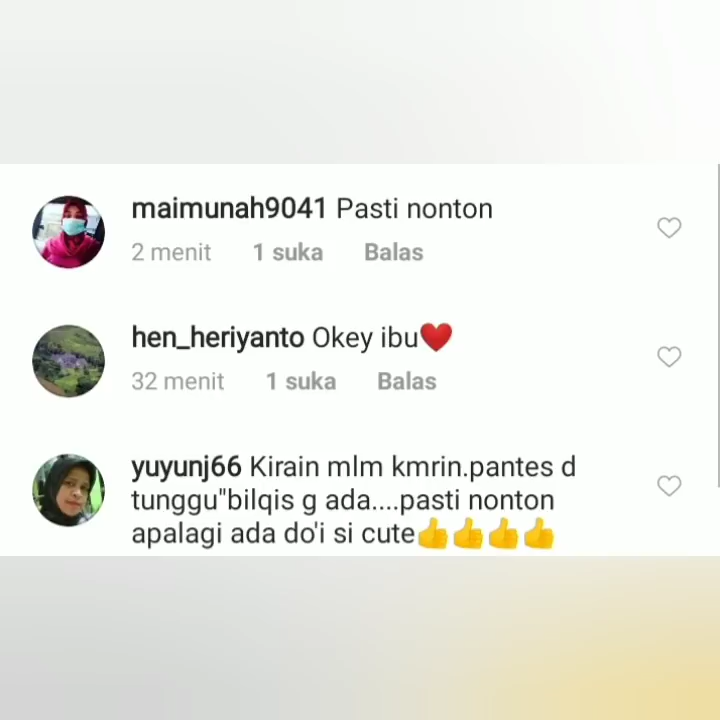 maimunah9041 Pasti nonton
2 menit 1 suka Balas
hen_heriyanto Okey ibu❤️
32 menit 1 suka Balas
yuyunj66 Kirain mlm kmrin.pantes d
tunggu"bilqis g ada....pasti nonton
apalagi ada do'i si cute👍👍👍👍